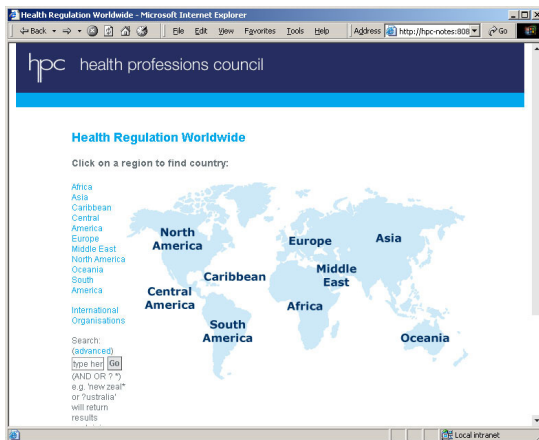 Health Regulation Worldwide - Microsoft Internet Explorer
Back
File Edit View Favorites Tools Help
Address http://hpc-notes:808 Go
hpc health professions council
Health Regulation Worldwide
Click on a region to find country:
Africa
Asia
Caribbean
Central
America
Europe
Middle East
North America
Oceania
South
America
International
Organisations
Search:
(advanced)
type her Go
(AND OR ? *)
e.g. 'new zeal*'
or '?ustralia'
will return
results
North
America
Europe
Asia
Caribbean
Middle
East
Central
America
Africa
South
America
Oceania
Local intranet